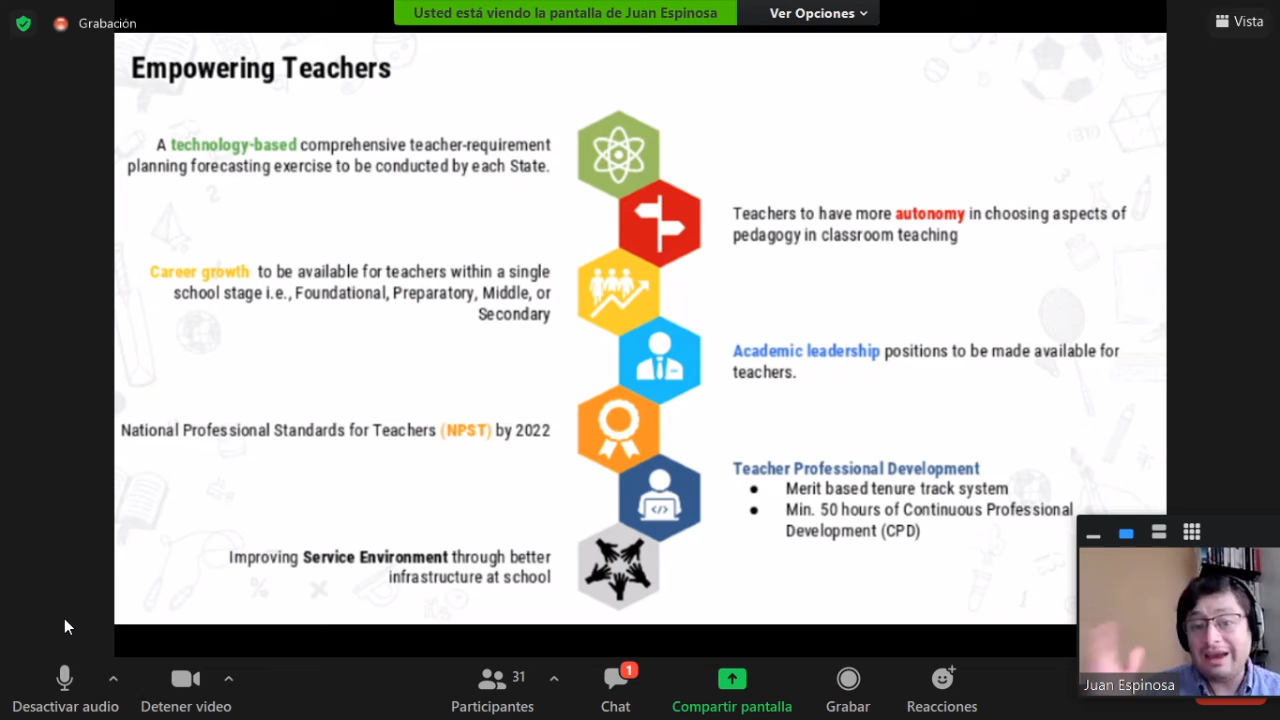 Grabación
Usted está viendo la pantalla de Juan Espinosa
Ver Opciones
Vista
Empowering Teachers
A technology-based comprehensive teacher-requirement
planning forecasting exercise to be conducted by each State.
Teachers to have more autonomy in choosing aspects of
pedagogy in classroom teaching
Career growth to be available for teachers within a single
school stage i.e., Foundational, Preparatory, Middle, or
Secondary
Academic leadership positions to be made available for
teachers.
National Professional Standards for Teachers (NPST) by 2022
Teacher Professional Development
● Merit based tenure track system
● Min. 50 hours of Continuous Professional
Development (CPD)
Improving Service Environment through better
infrastructure at school
Juan Espinosa
Desactivar audio
Detener video
31
Participantes
1
Chat
Compartir pantalla
Grabar
Reacciones